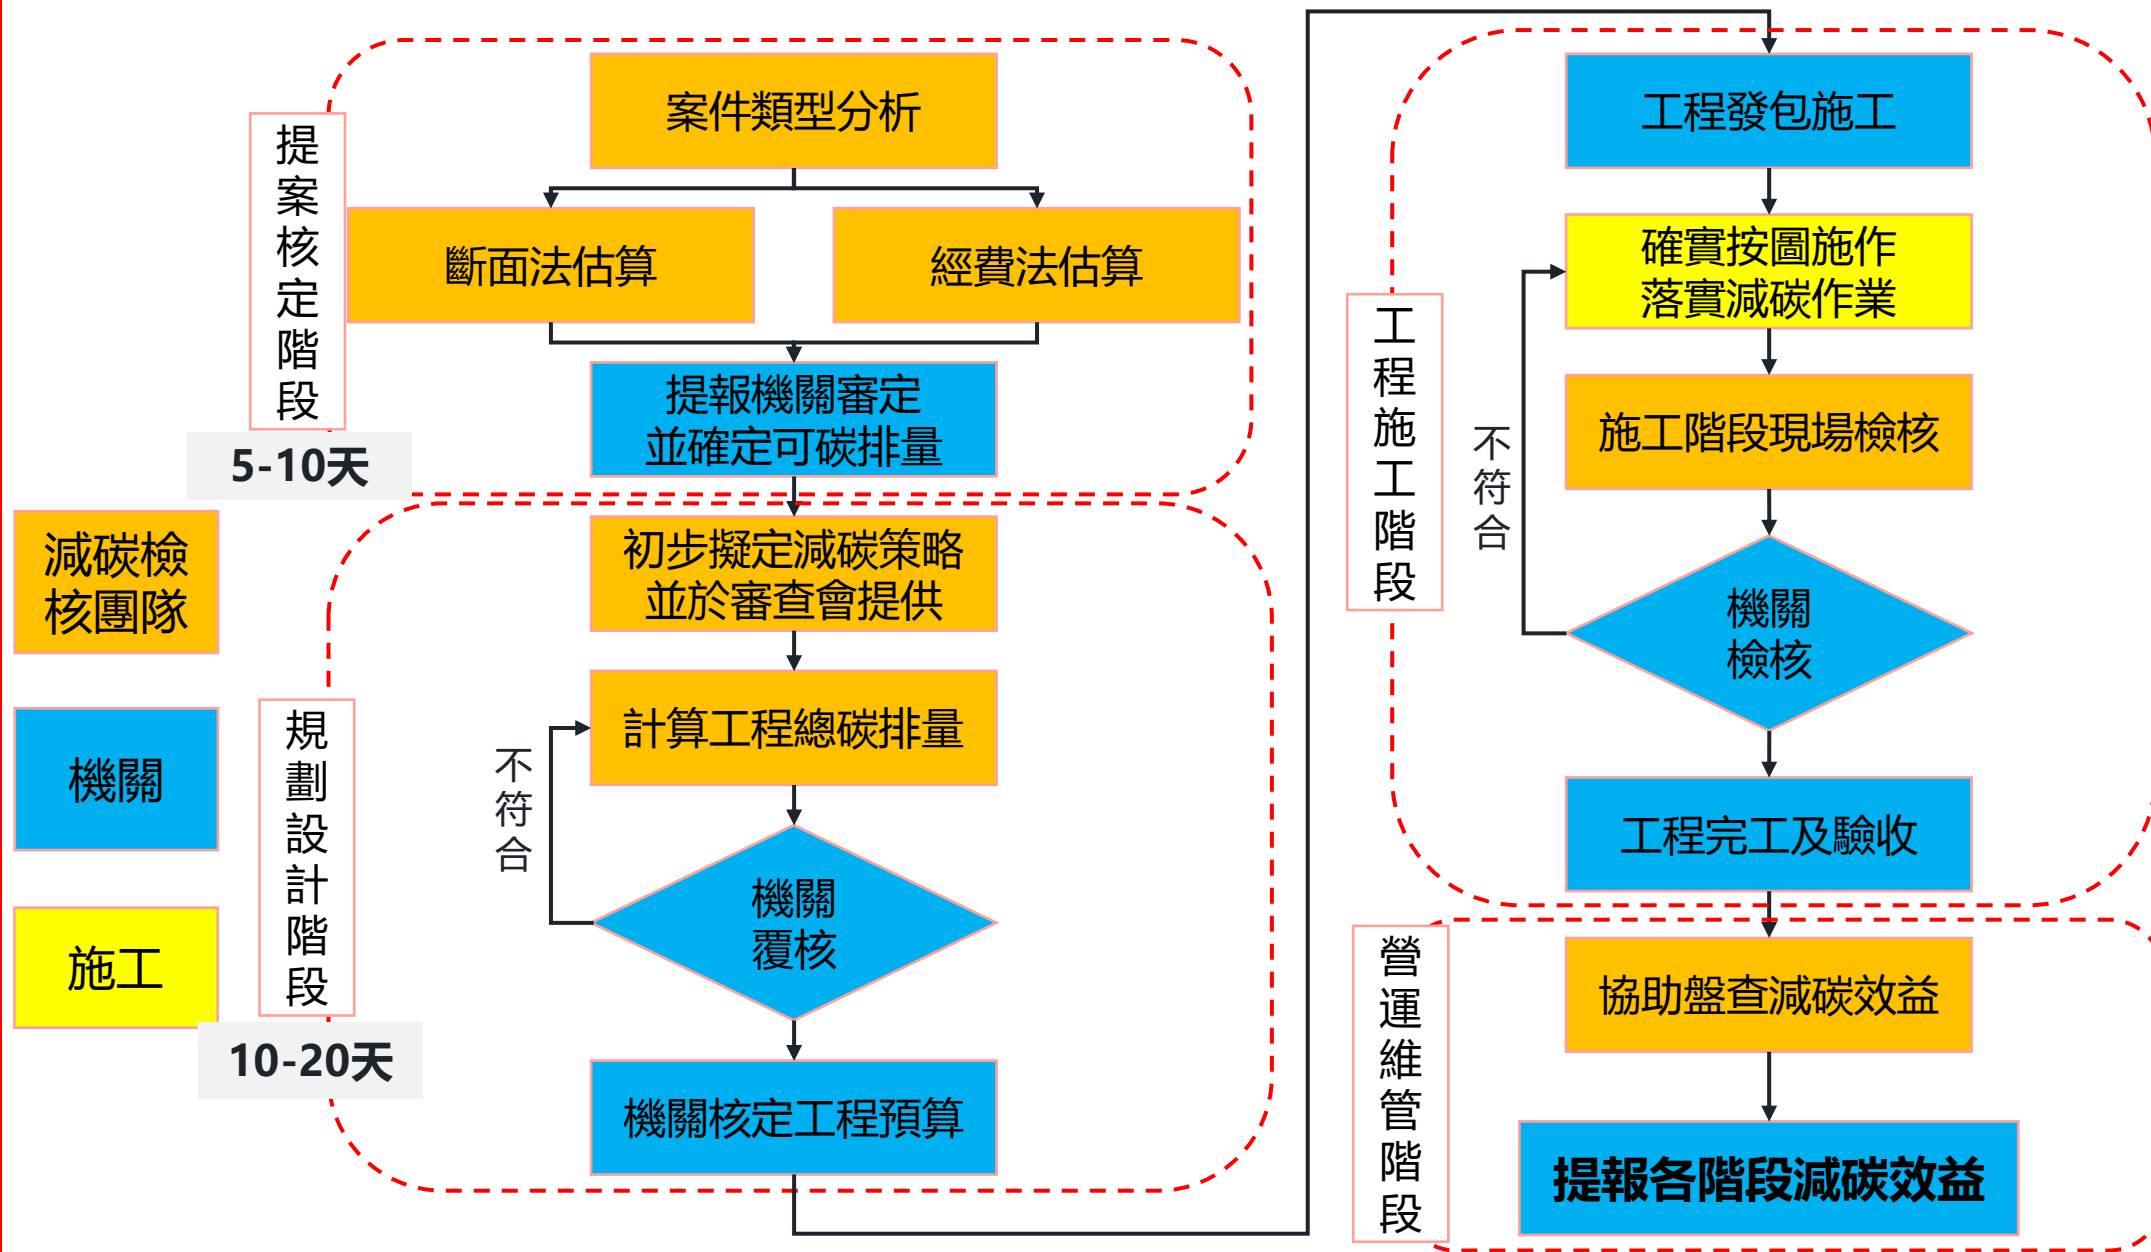 提案核定階段
5-10天
案件類型分析
斷面法估算
經費法估算
提報機關審定
並確定可碳排量
減碳檢
核團隊
機關
施工
規劃設計階段
10-20天
初步擬定減碳策略
並於審查會提供
計算工程總碳排量
不符合
機關
覆核
機關核定工程預算
工程施工階段
工程發包施工
確實按圖施作
落實減碳作業
施工階段現場檢核
不符合
機關
檢核
工程完工及驗收
營運維管階段
協助盤查減碳效益
提報各階段減碳效益